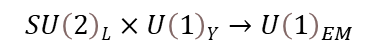 SU(2)_L × U(1)_Y → U(1)_EM